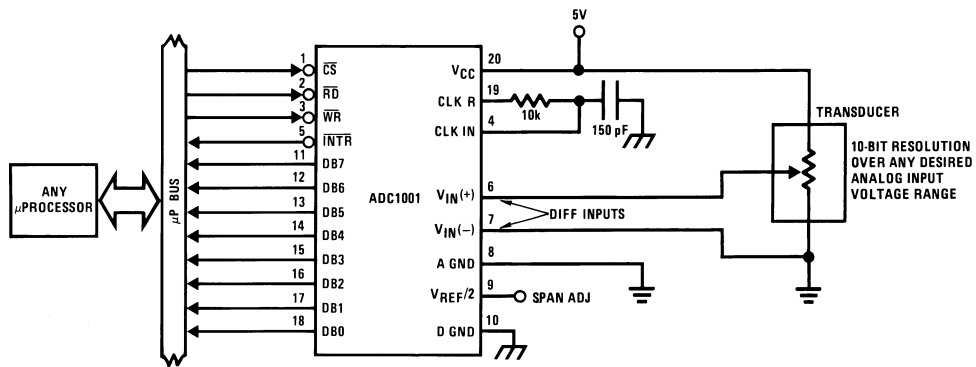 5V
ANY
μPROCESSOR
μP BUS
1
2
3
5
11
12
13
14
15
16
17
18
CS
RD
WR
INTR
DB7
DB6
DB5
DB4
DB3
DB2
DB1
DB0
ADC1001
VCC
CLK R
CLK IN
VIN(+)
VIN(−)
A GND
VREF/2
D GND
20
19
4
6
7
8
9
10
10k
150 pF
DIFF INPUTS
SPAN ADJ
TRANSDUCER
10-BIT RESOLUTION
OVER ANY DESIRED
ANALOG INPUT
VOLTAGE RANGE